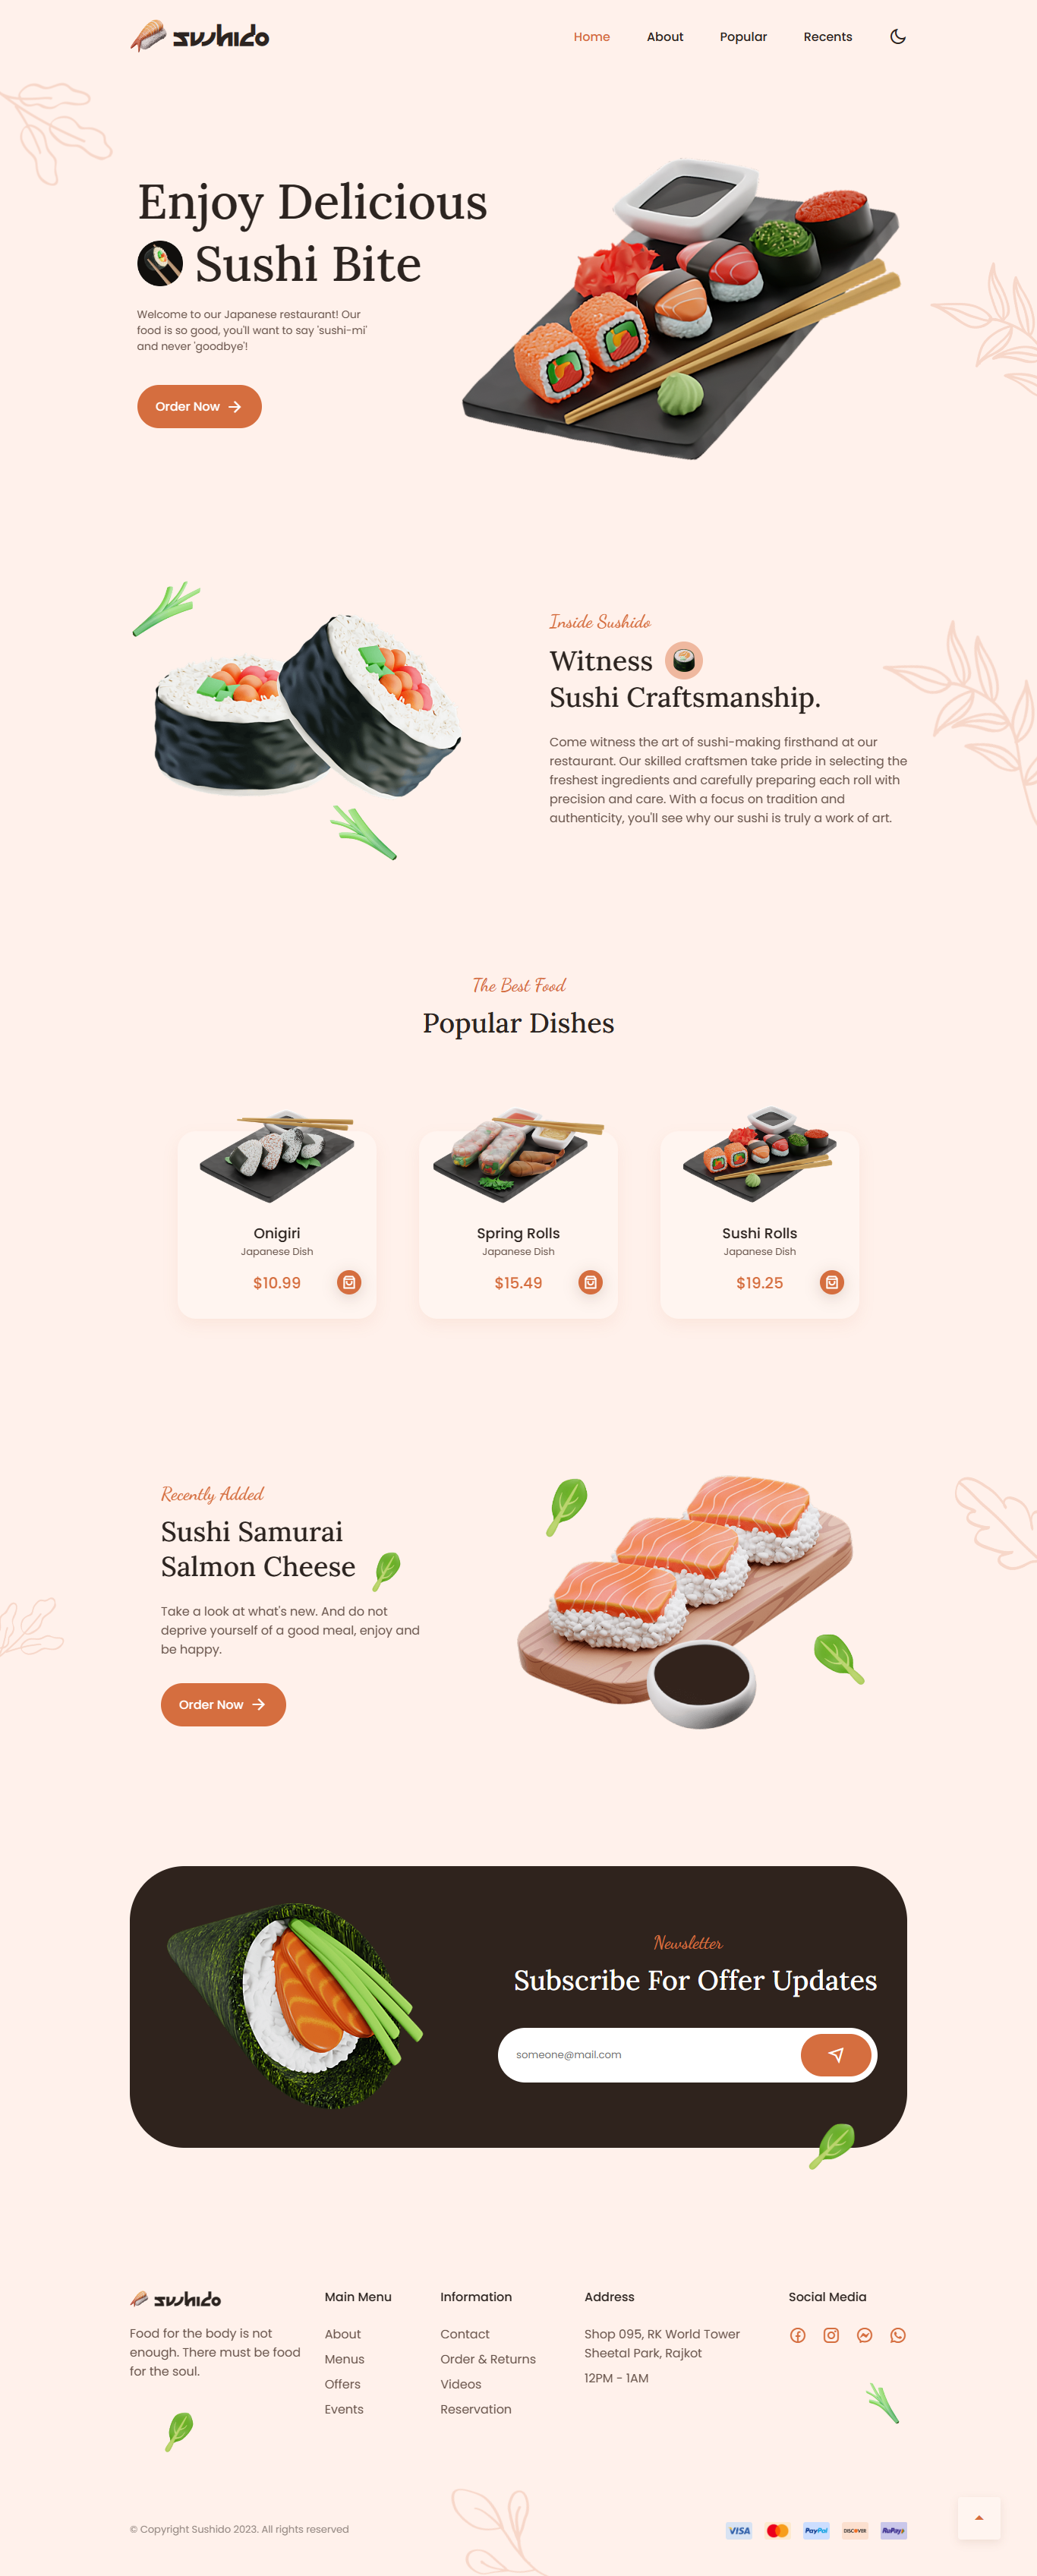 sushido
Home
About
Popular
Recents
Enjoy Delicious
Sushi Bite
Welcome to our Japanese restaurant! Our
food is so good, you'll want to say 'sushi-mi'
and never 'goodbye'!
Order Now
Inside Sushido
Witness
Sushi Craftsmanship.
Come witness the art of sushi-making firsthand at our
restaurant. Our skilled craftsmen take pride in selecting the
freshest ingredients and carefully preparing each roll with
precision and care. With a focus on tradition and
authenticity, you'll see why our sushi is truly a work of art.
The Best Food
Popular Dishes
Onigiri
Japanese Dish
$10.99
Spring Rolls
Japanese Dish
$15.49
Sushi Rolls
Japanese Dish
$19.25
Recently Added
Sushi Samurai
Salmon Cheese
Take a look at what's new. And do not
deprive yourself of a good meal, enjoy and
be happy.
Order Now
Newsletter
Subscribe For Offer Updates
someone@mail.com
sushido
Food for the body is not
enough. There must be food
for the soul.
Main Menu
About
Menus
Offers
Events
Information
Contact
Order & Returns
Videos
Reservation
Address
Shop 095, RK World Tower
Sheetal Park, Rajkot
12PM - 1AM
Social Media
© Copyright Sushido 2023. All rights reserved
VISA
PayPal
DISCOVER
RuPay